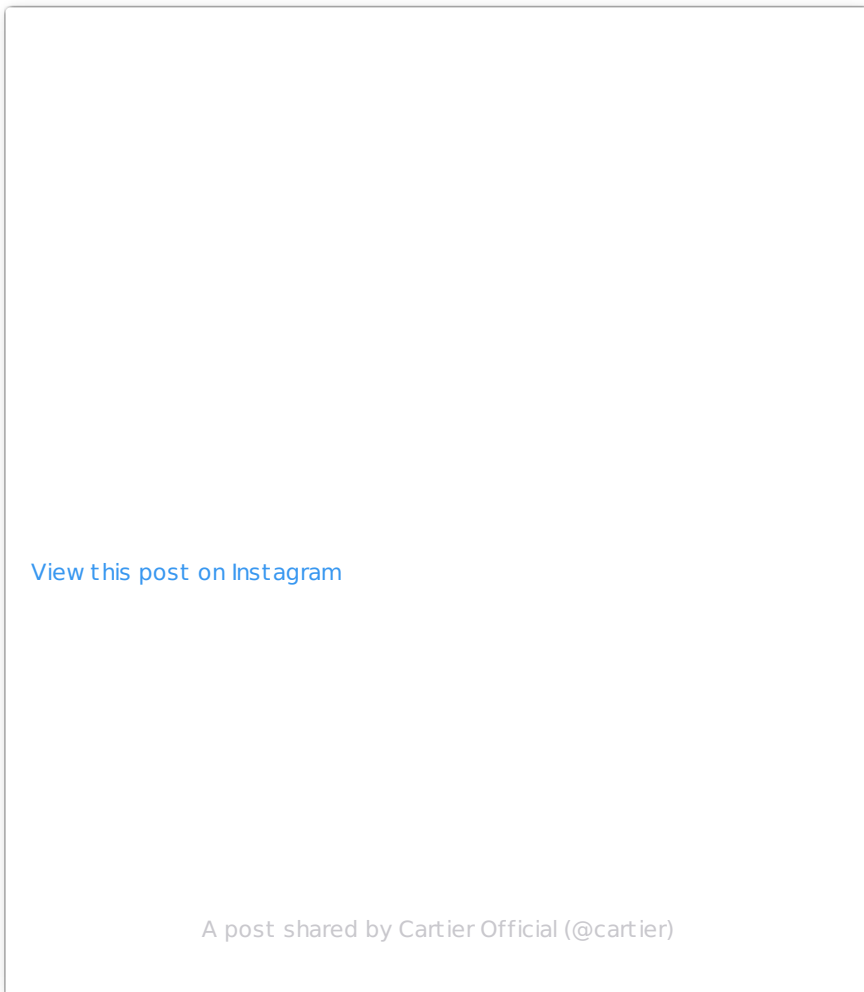 View this post on Instagram
A post shared by Cartier Official (@cartier)